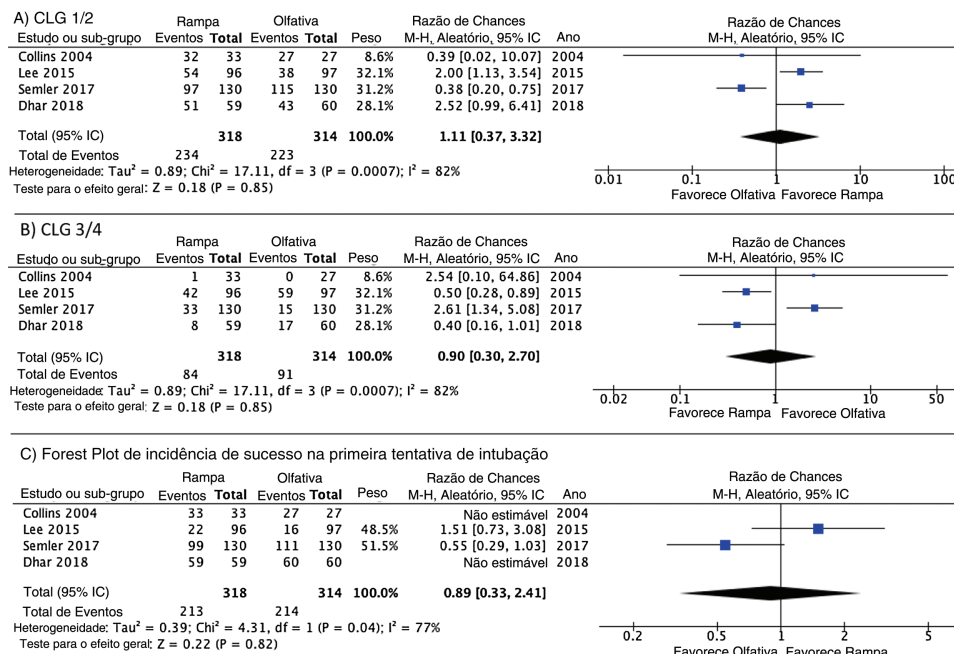 A) CLG 1/2
Rampa Olfativa Razão de Chances Razão de Chances
Estudo ou sub-grupo Eventos Total Eventos Total Peso M-H, Aleatório, 95% IC Ano M-H, Aleatório, 95% IC
Collins 2004 32 33 27 27 8.6% 0.39 [0.02, 10.07] 2004
Lee 2015 54 96 38 97 32.1% 2.00 [1.13, 3.54] 2015
Semler 2017 97 130 115 130 31.2% 0.38 [0.20, 0.75] 2017
Dhar 2018 51 59 43 60 28.1% 2.52 [0.99, 6.41] 2018
Total (95% IC) 318 314 100.0% 1.11 [0.37, 3.32]
Total de Eventos 234 223
Heterogeneidade: Tau² = 0.89; Chi² = 17.11, df = 3 (P = 0.0007); I² = 82%
Teste para o efeito geral: Z = 0.18 (P = 0.85)
0.01 0.1 1 10 100
Favorece Olfativa Favorece Rampa
B) CLG 3/4
Rampa Olfativa Razão de Chances Razão de Chances
Estudo ou sub-grupo Eventos Total Eventos Total Peso M-H, Aleatório, 95% IC Ano M-H, Aleatório, 95% IC
Collins 2004 1 33 0 27 8.6% 2.54 [0.10, 64.86] 2004
Lee 2015 42 96 59 97 32.1% 0.50 [0.28, 0.89] 2015
Semler 2017 33 130 15 130 31.2% 2.61 [1.34, 5.08] 2017
Dhar 2018 8 59 17 60 28.1% 0.40 [0.16, 1.01] 2018
Total (95% IC) 318 314 100.0% 0.90 [0.30, 2.70]
Total de Eventos 84 91
Heterogeneidade: Tau² = 0.89; Chi² = 17.11, df = 3 (P = 0.0007); I² = 82%
Teste para o efeito geral: Z = 0.18 (P = 0.85)
0.02 0.1 1 10 50
Favorece Rampa Favorece Olfativa
C) Forest Plot de incidência de sucesso na primeira tentativa de intubação
Rampa Olfativa Razão de Chances Razão de Chances
Estudo ou sub-grupo Eventos Total Eventos Total Peso M-H, Aleatório, 95% IC Ano M-H, Aleatório, 95% IC
Collins 2004 33 33 27 27 Não estimável 2004
Lee 2015 22 96 16 97 48.5% 1.51 [0.73, 3.08] 2015
Semler 2017 99 130 111 130 51.5% 0.55 [0.29, 1.03] 2017
Dhar 2018 59 59 60 60 Não estimável 2018
Total (95% IC) 318 314 100.0% 0.89 [0.33, 2.41]
Total de Eventos 213 214
Heterogeneidade: Tau² = 0.39; Chi² = 4.31, df = 1 (P = 0.04); I² = 77%
Teste para o efeito geral: Z = 0.22 (P = 0.82)
0.2 0.5 1 2 5
Favorece Olfativa Favorece Rampa